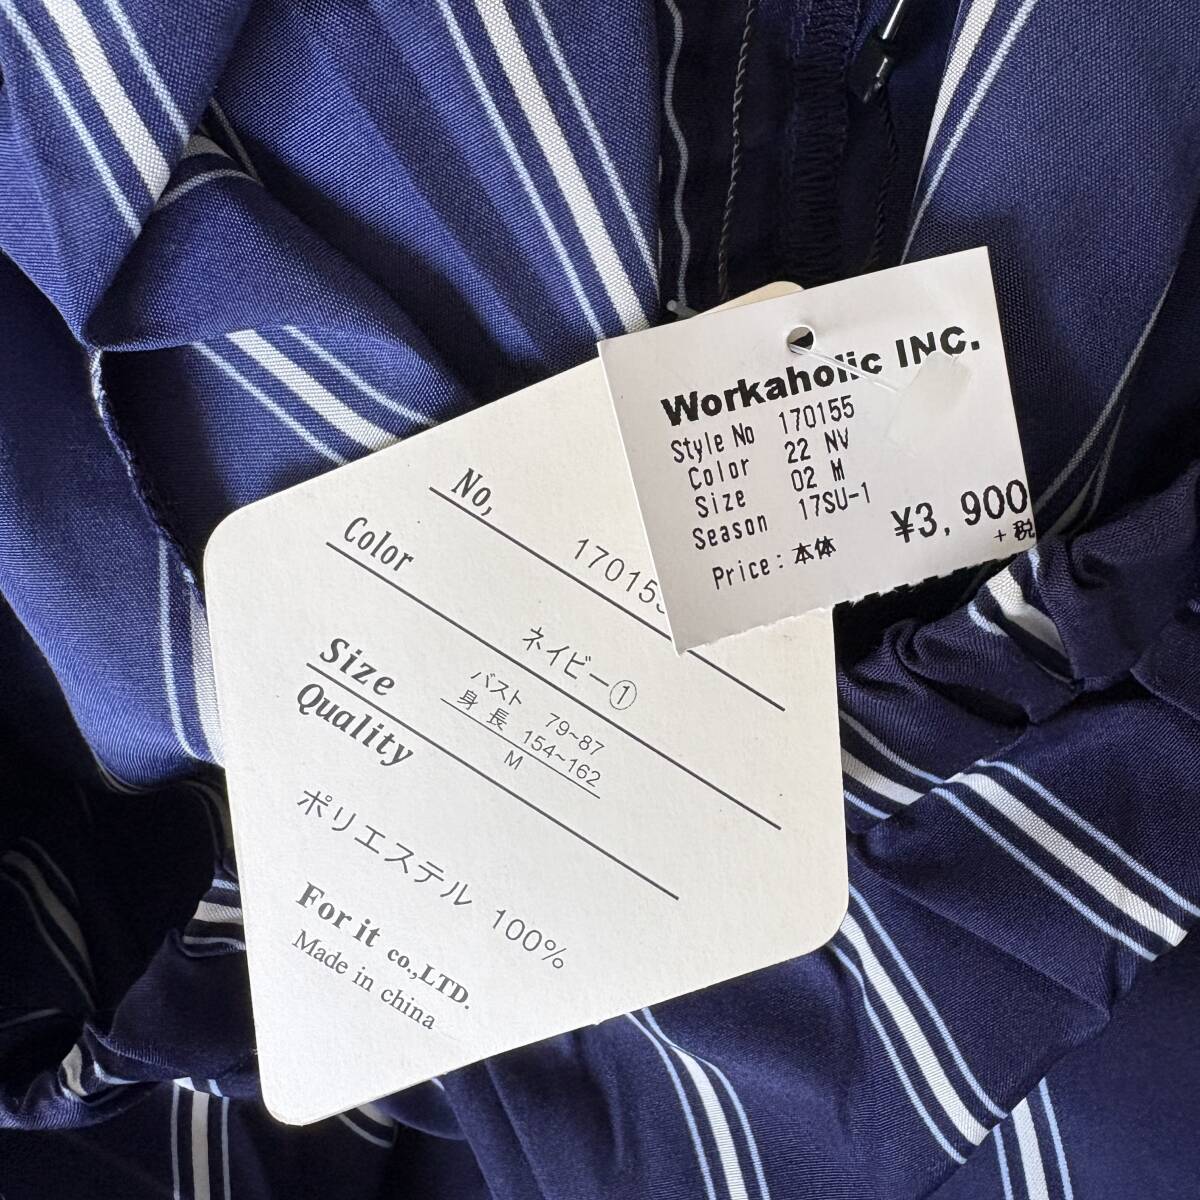 Workaholic INC.
Style No 170155
Color 22 NV
Size 02 M
Season 17SU-1
Price:本体 ¥3,900
+税
No, 170155
Color ネイビー①
Size バスト 79~87
身長 154~162
M
Quality
ポリエステル 100%
For it co.,LTD.
Made in china